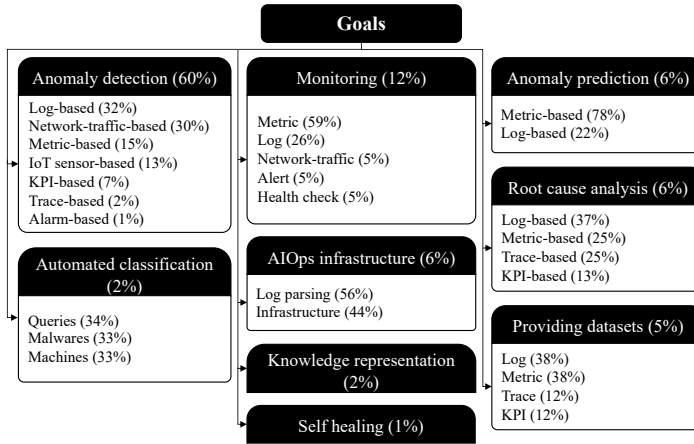 Goals
Anomaly detection (60%)
Log-based (32%)
Network-traffic-based (30%)
Metric-based (15%)
IoT sensor-based (13%)
KPI-based (7%)
Trace-based (2%)
Alarm-based (1%)
Automated classification
(2%)
Queries (34%)
Malwares (33%)
Machines (33%)
Monitoring (12%)
Metric (59%)
Log (26%)
Network-traffic (5%)
Alert (5%)
Health check (5%)
AIOps infrastructure (6%)
Log parsing (56%)
Infrastructure (44%)
Knowledge representation
(2%)
Self healing (1%)
Anomaly prediction (6%)
Metric-based (78%)
Log-based (22%)
Root cause analysis (6%)
Log-based (37%)
Metric-based (25%)
Trace-based (25%)
KPI-based (13%)
Providing datasets (5%)
Log (38%)
Metric (38%)
Trace (12%)
KPI (12%)